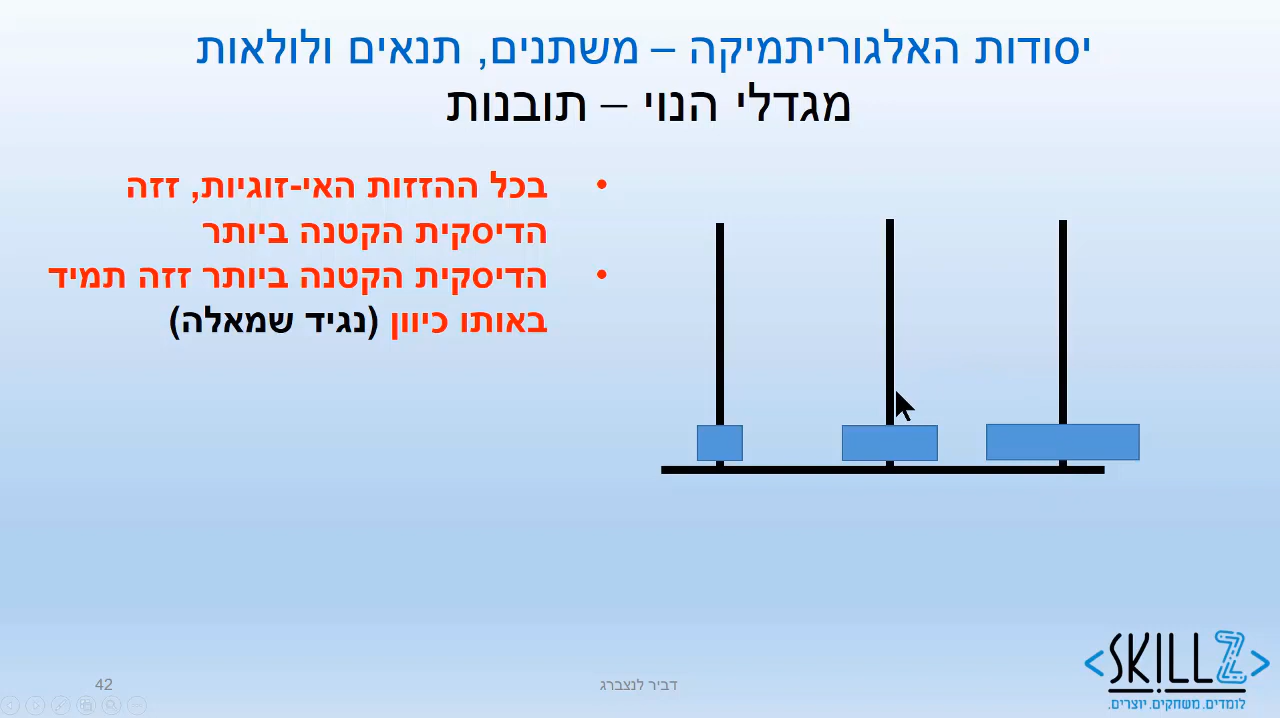 יסודות האלגוריתמיקה – משתנים, תנאים ולולאות
מגדלי הנוי – תובנות
• בכל ההזזות האי-זוגיות, זזה
הדיסקית הקטנה ביותר
• הדיסקית הקטנה ביותר זזה תמיד
באותו כיוון (נגיד שמאלה)
42
דביר לנצברג
<SKILLZ>
לומדים. משחקים. יוצרים.